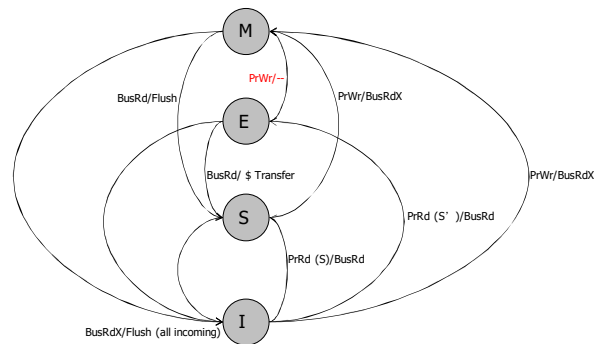 M
PrWr/--
BusRd/Flush
PrWr/BusRdX
E
BusRd/ $ Transfer
PrWr/BusRdX
S
PrRd (S’ )/BusRd
PrRd (S)/BusRd
I
BusRdX/Flush (all incoming)